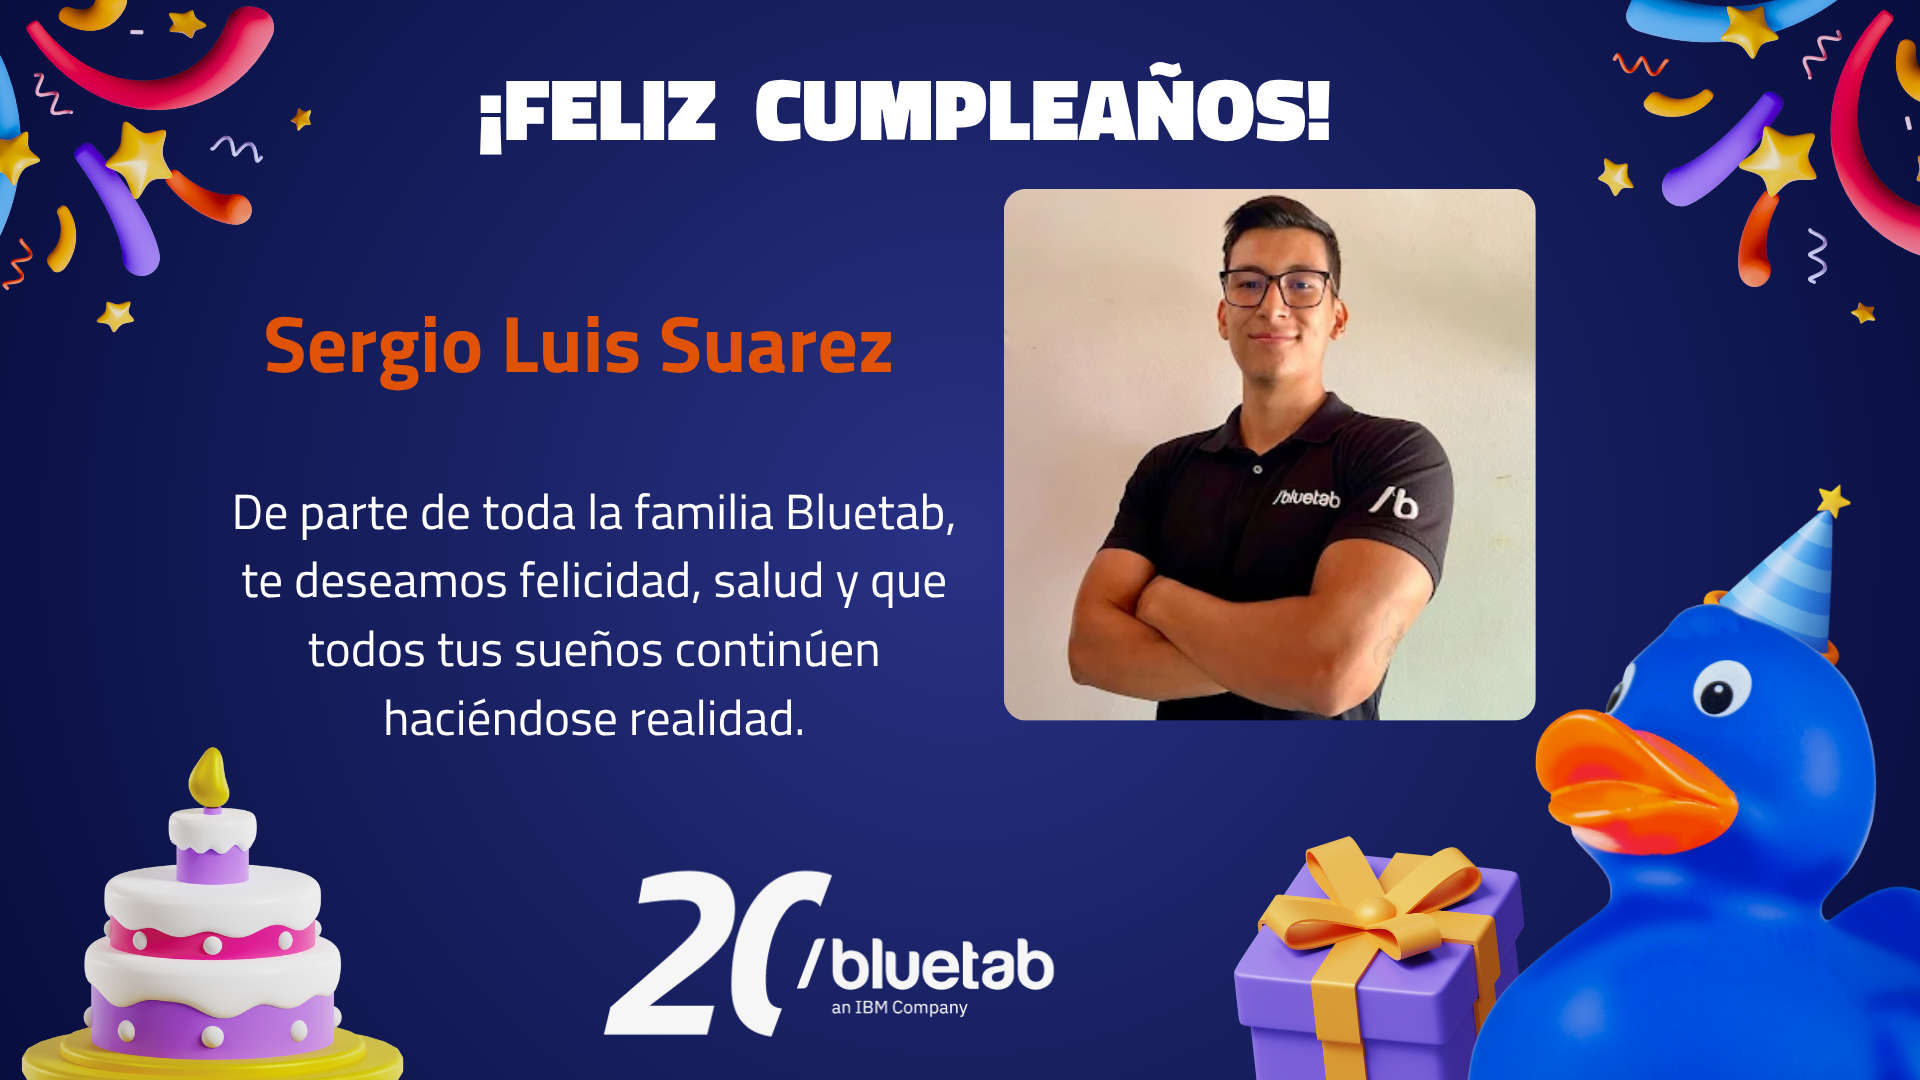 ¡FELIZ CUMPLEAÑOS!
Sergio Luis Suarez
De parte de toda la familia Bluetab,
te deseamos felicidad, salud y que
todos tus sueños continúen
haciéndose realidad.
/bluetab
/b
20/bluetab
an IBM Company